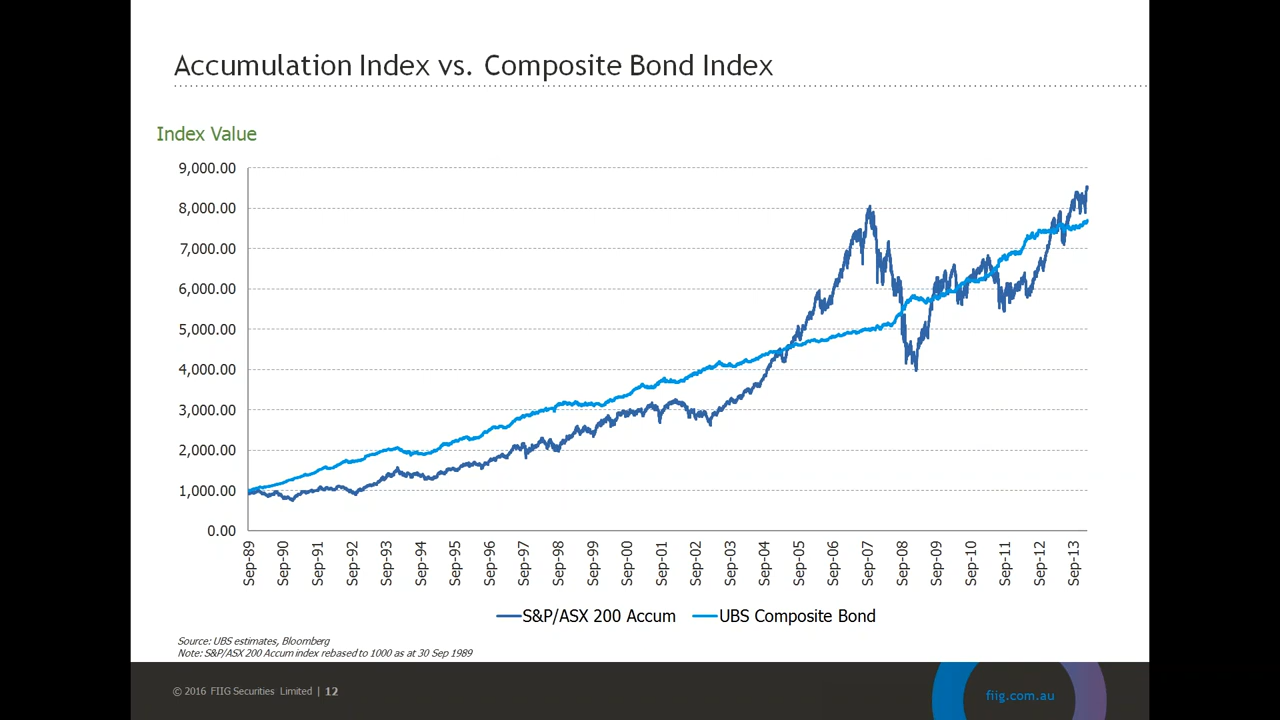 Accumulation Index vs. Composite Bond Index
Index Value
9,000.00
8,000.00
7,000.00
6,000.00
5,000.00
4,000.00
3,000.00
2,000.00
1,000.00
0.00
Sep-89
Sep-90
Sep-91
Sep-92
Sep-93
Sep-94
Sep-95
Sep-96
Sep-97
Sep-98
Sep-99
Sep-00
Sep-01
Sep-02
Sep-03
Sep-04
Sep-05
Sep-06
Sep-07
Sep-08
Sep-09
Sep-10
Sep-11
Sep-12
Sep-13
S&P/ASX 200 Accum
UBS Composite Bond
Source: UBS estimates, Bloomberg
Note: S&P/ASX 200 Accum index rebased to 1000 as at 30 Sep 1989
© 2016 FIIG Securities Limited | 12
fiig.com.au